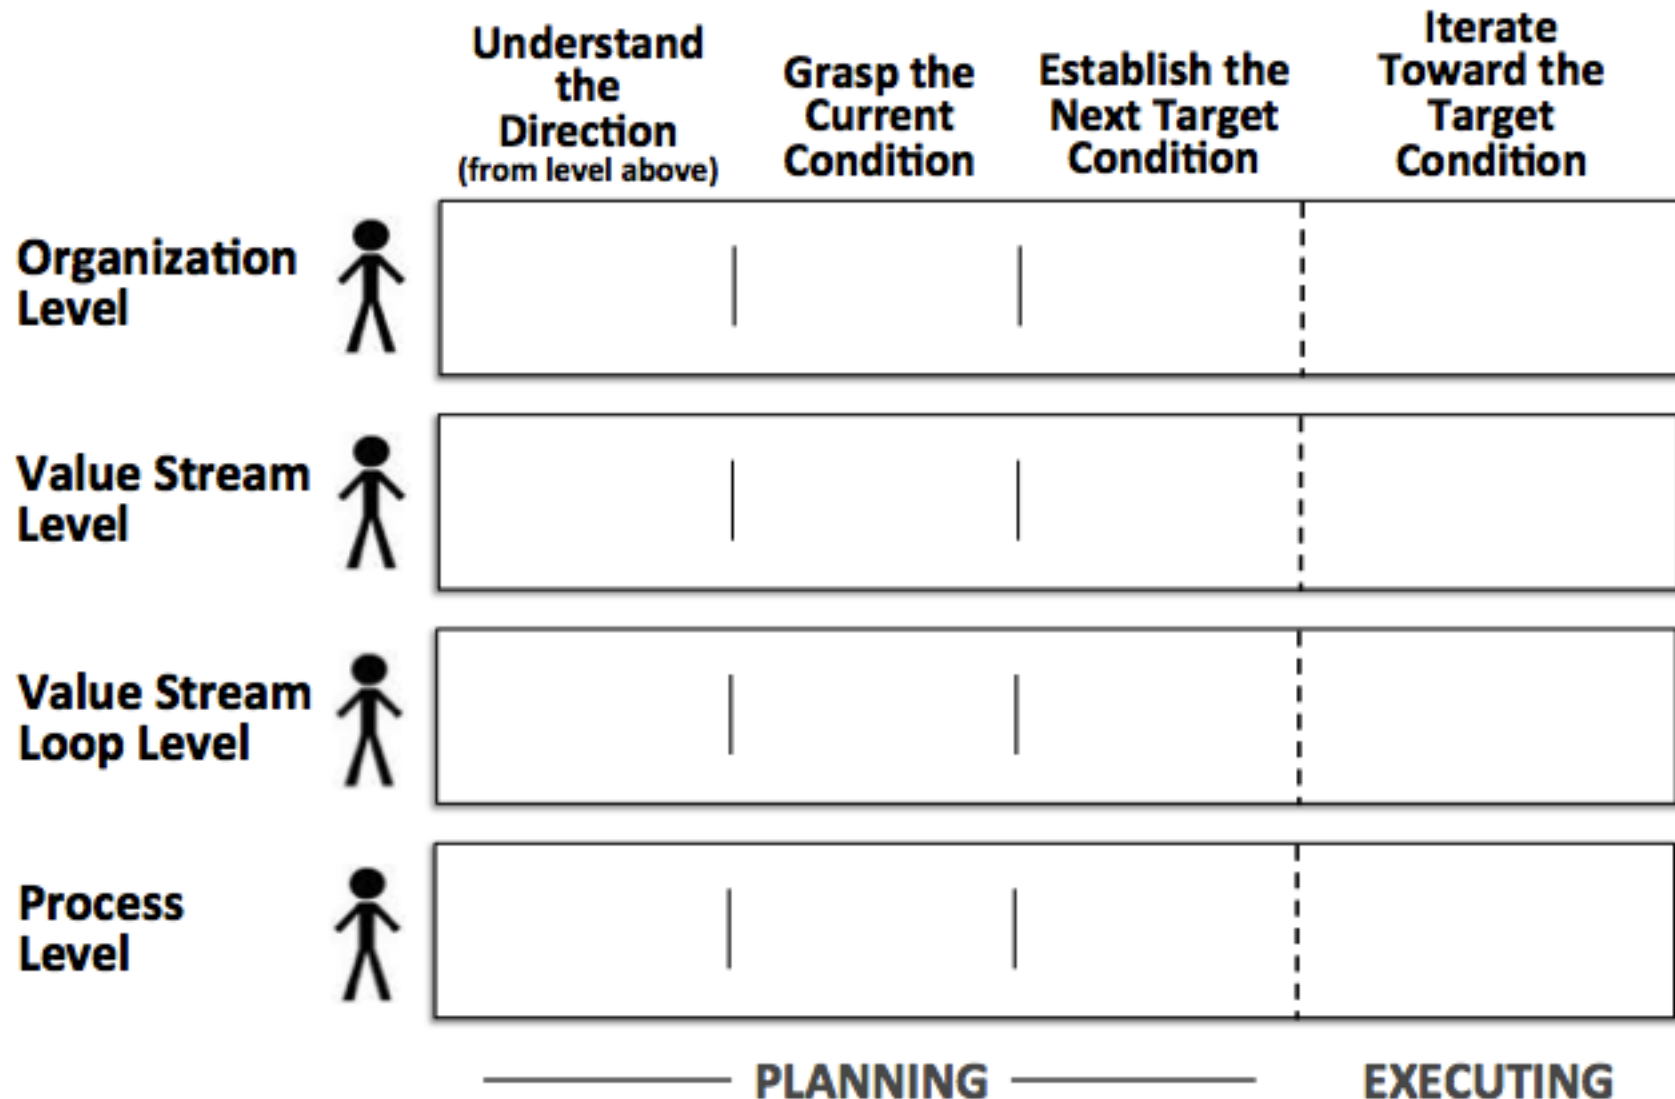 Understand
the
Direction
(from level above)
Grasp the
Current
Condition
Establish the
Next Target
Condition
Iterate
Toward the
Target
Condition
Organization
Level
Value Stream
Level
Value Stream
Loop Level
Process
Level
PLANNING
EXECUTING